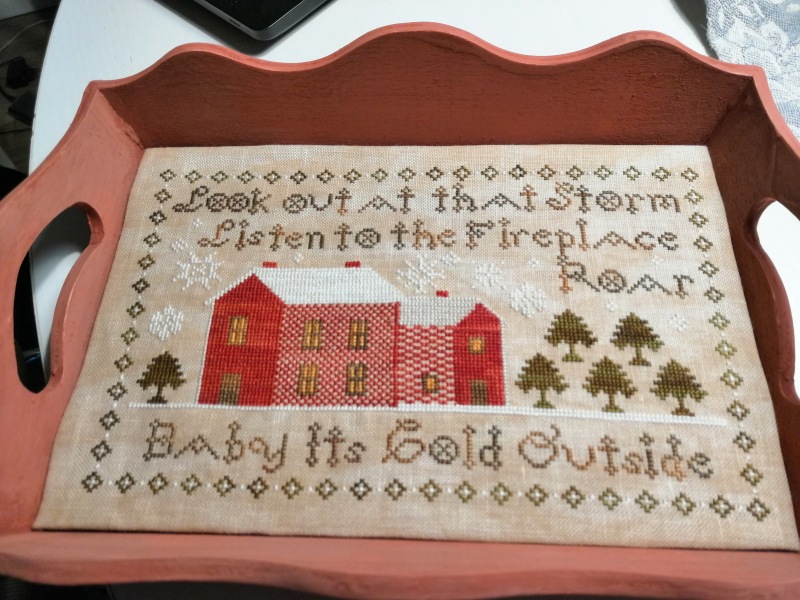 Look out At that Storm
Listen to the Fireplace
Roar
Baby Its Cold Outside